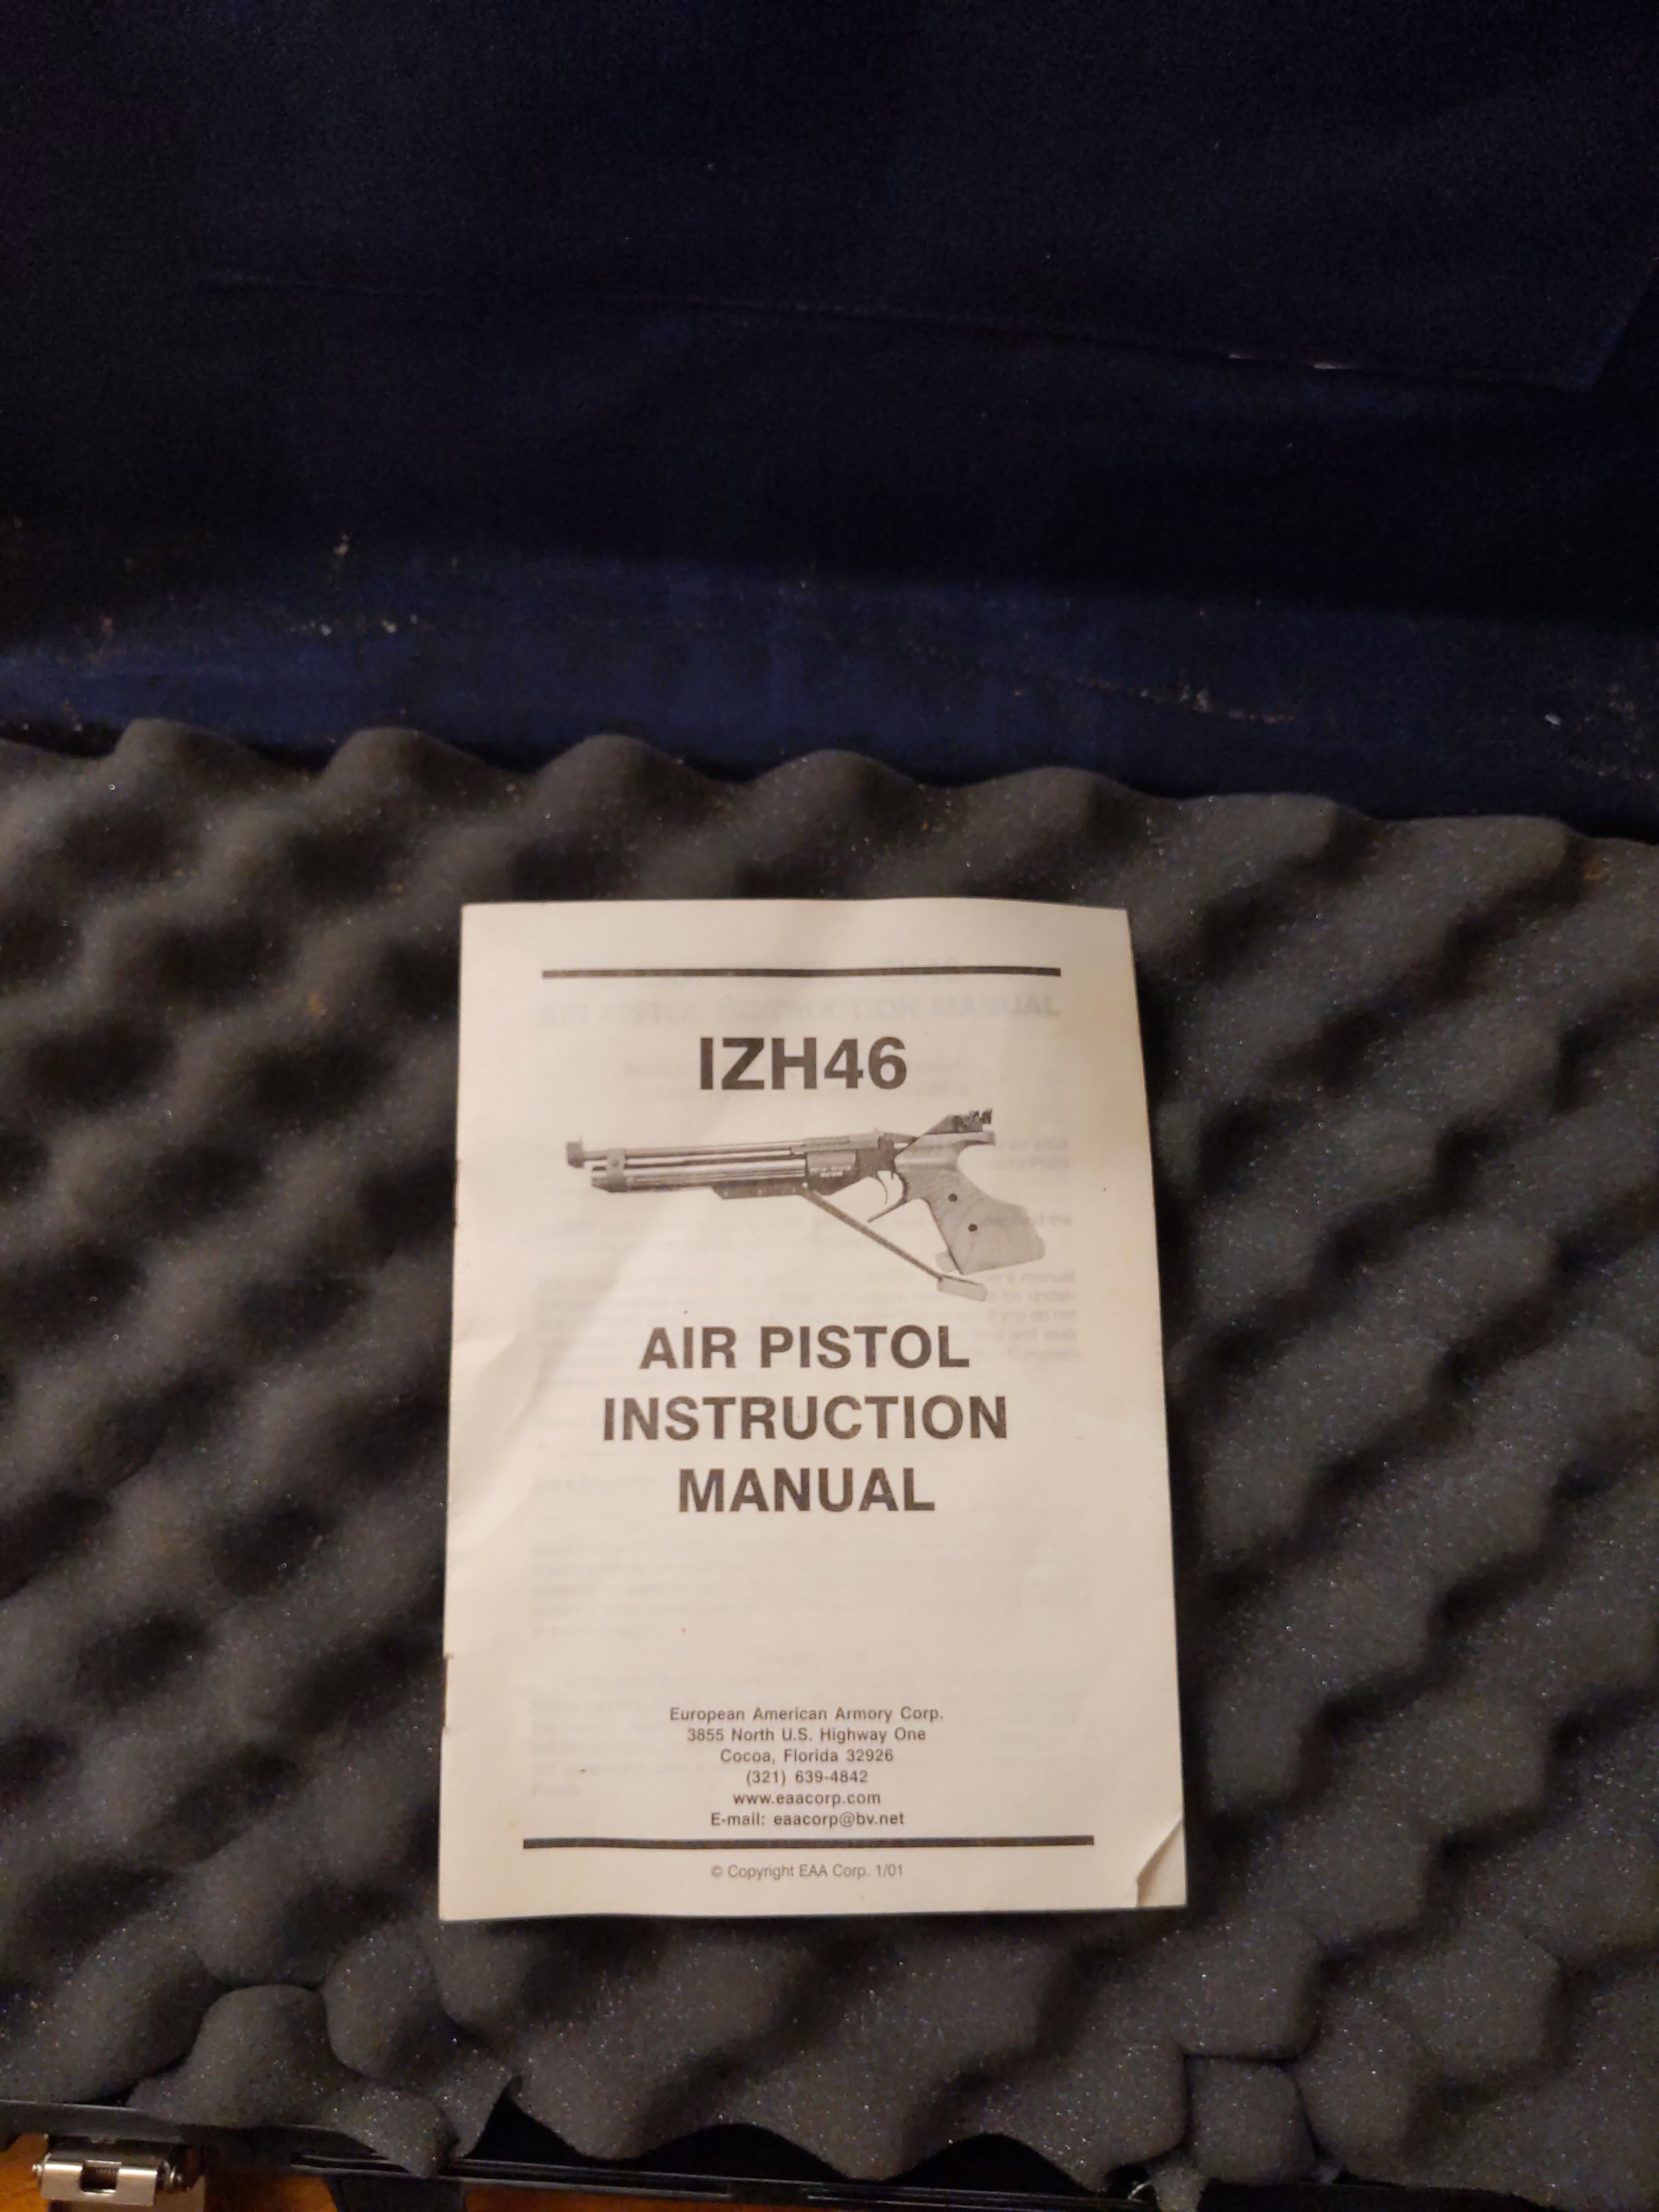 IZH46
AIR PISTOL
INSTRUCTION
MANUAL
European American Armory Corp.
3855 North U.S. Highway One
Cocoa, Florida 32926
(321) 639-4842
www.eaacorp.com
E-mail: eaacorp@bv.net
© Copyright EAA Corp. 1/01